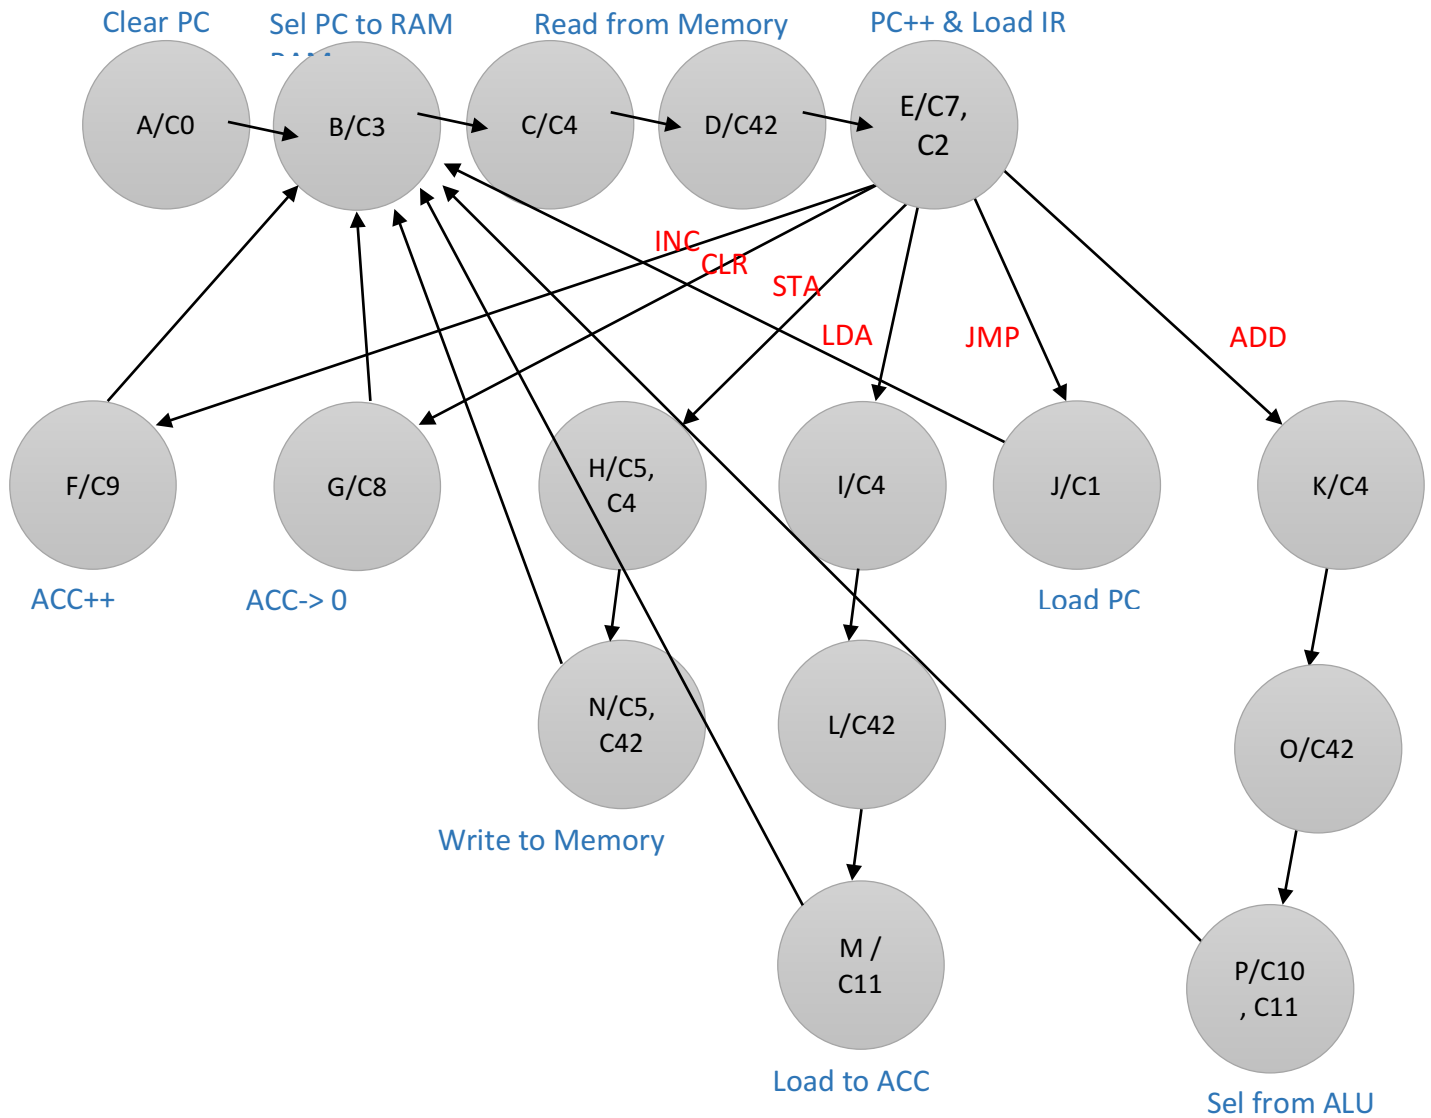 Clear PC
Sel PC to RAM
RAM
Read from Memory
PC++ & Load IR
A/C0
B/C3
C/C4
D/C42
E/C7,
C2
INC
CLR
STA
LDA
JMP
ADD
F/C9
G/C8
H/C5,
C4
I/C4
J/C1
K/C4
ACC++
ACC-> 0
Load PC
N/C5,
C42
L/C42
O/C42
Write to Memory
M /
C11
P/C10
, C11
Load to ACC
Sel from ALU